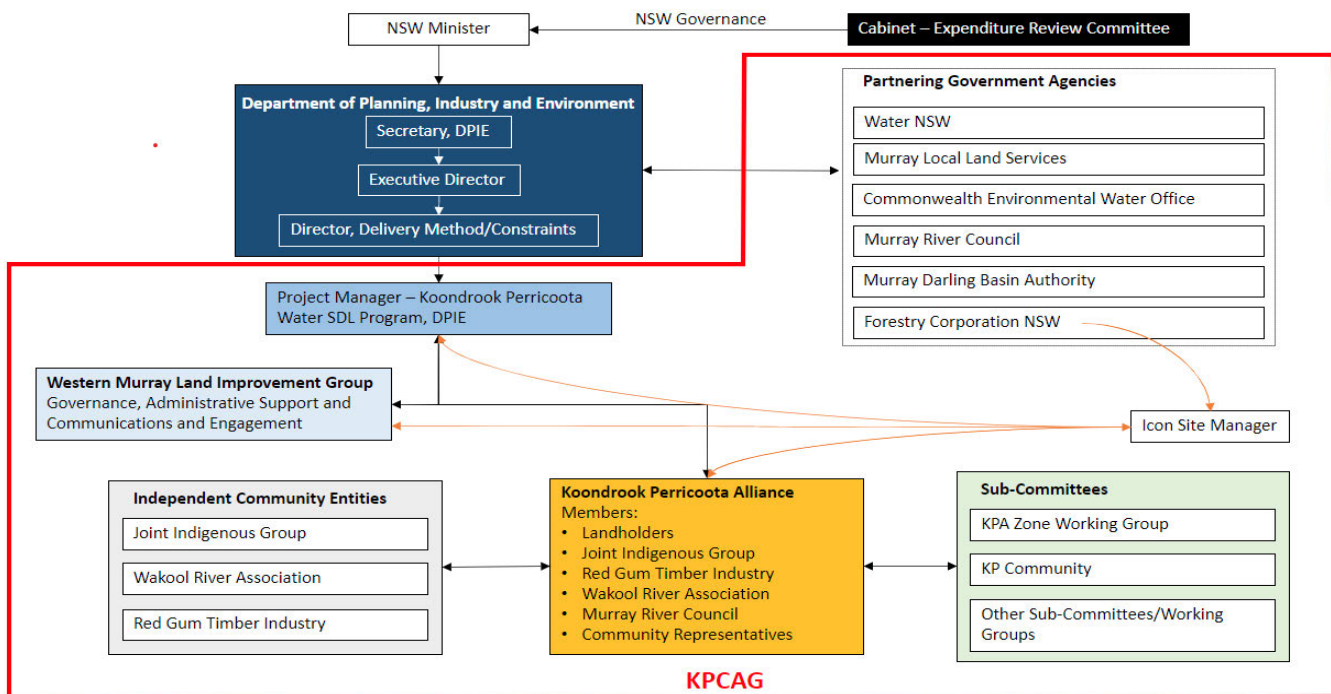 NSW Minister
NSW Governance
Cabinet – Expenditure Review Committee
Department of Planning, Industry and Environment
Secretary, DPIE
Executive Director
Director, Delivery Method/Constraints
Partnering Government Agencies
Water NSW
Murray Local Land Services
Commonwealth Environmental Water Office
Murray River Council
Murray Darling Basin Authority
Forestry Corporation NSW
Project Manager – Koondrook Perricoota
Water SDL Program, DPIE
Western Murray Land Improvement Group
Governance, Administrative Support and
Communications and Engagement
Icon Site Manager
Independent Community Entities
Joint Indigenous Group
Wakool River Association
Red Gum Timber Industry
Koondrook Perricoota Alliance
Members:
• Landholders
• Joint Indigenous Group
• Red Gum Timber Industry
• Wakool River Association
• Murray River Council
• Community Representatives
Sub-Committees
KPA Zone Working Group
KP Community
Other Sub-Committees/Working
Groups
KPCAG